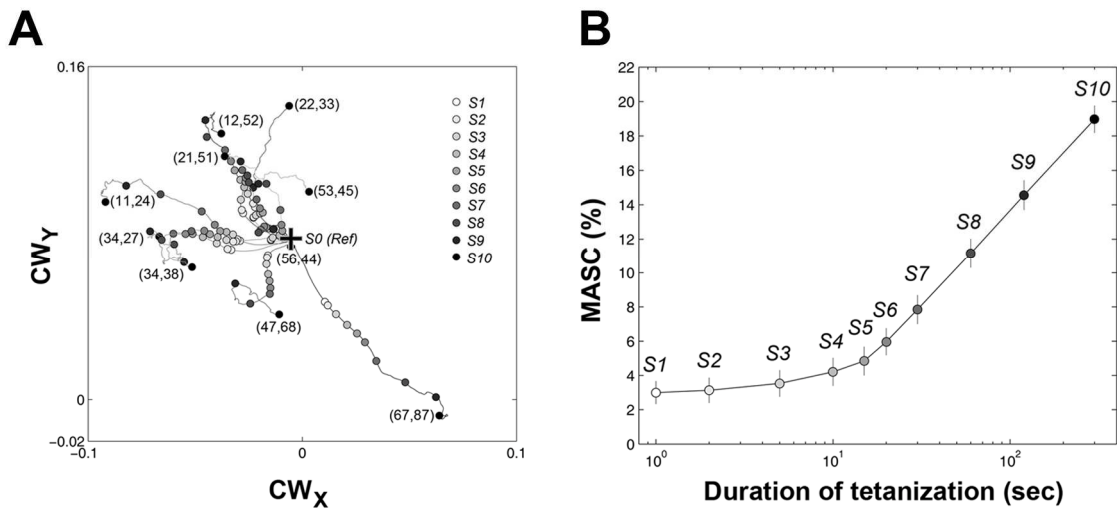 A
0.16
(22,33)
(12,52)
(21,51)
(53,45)
(11,24)
(34,27)
(34,38)
S0 (Ref)
(56,44)
(47,68)
(67,87)
S1
S2
S3
S4
S5
S6
S7
S8
S9
S10
CWY
0
-0.02
-0.1
0
0.1
CWX
B
22
20
18
16
14
12
10
8
6
4
2
0
MASC (%)
S1
S2
S3
S4
S5
S6
S7
S8
S9
S10
10^0
10^1
10^2
Duration of tetanization (sec)